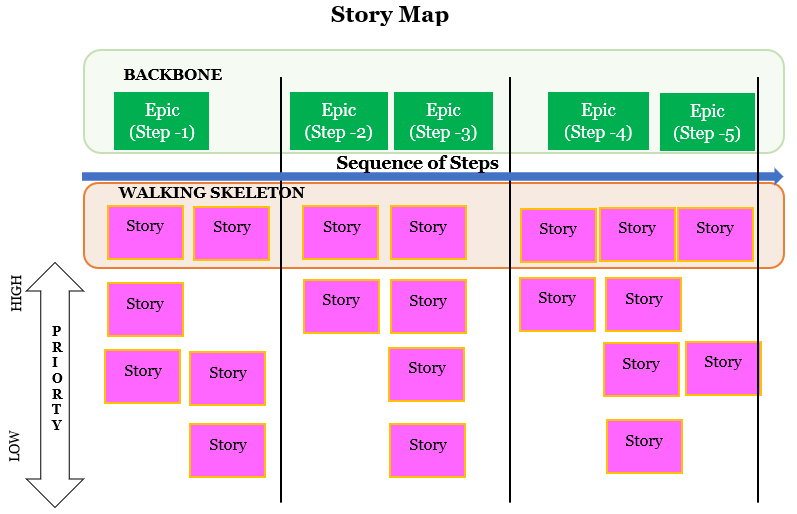 Story Map
BACKBONE
Epic
(Step -1)
Epic
(Step -2)
Epic
(Step -3)
Epic
(Step -4)
Epic
(Step -5)
Sequence of Steps
WALKING SKELETON
Story
Story
Story
Story
Story
Story
Story
HIGH
Story
Story
Story
Story
Story
PRIORTY
Story
Story
Story
Story
Story
LOW
Story
Story
Story